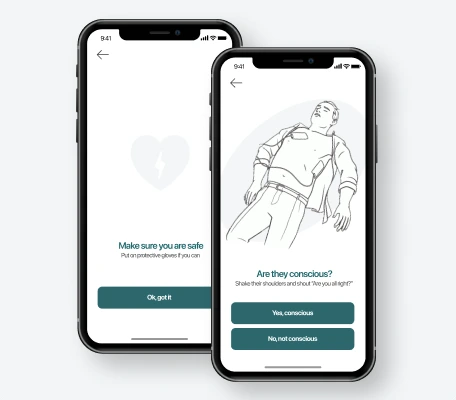 9:41
Make sure you are safe
Put on protective gloves if you can
Ok, got it
9:41
Are they conscious?
Shake their shoulders and shout "Are you all right?"
Yes, conscious
No, not conscious